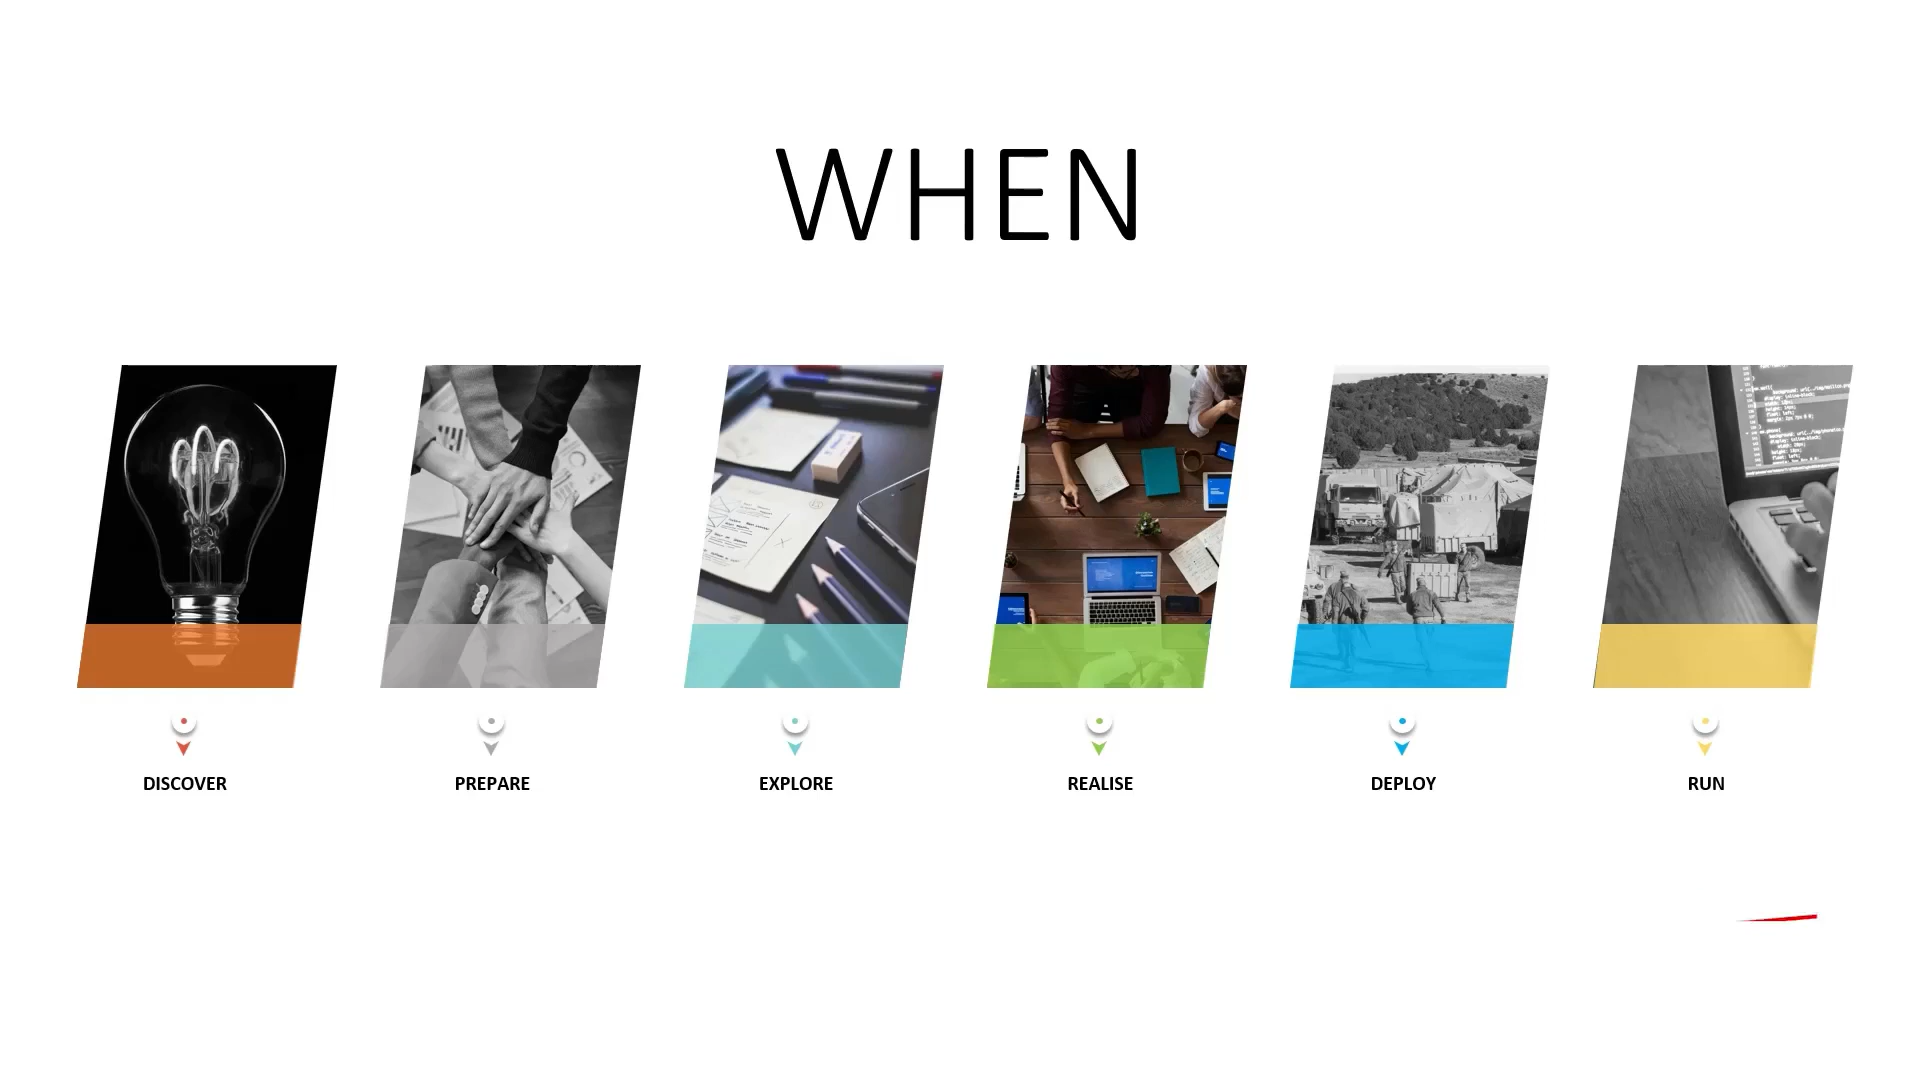 WHEN
DISCOVER
PREPARE
EXPLORE
REALISE
DEPLOY
RUN